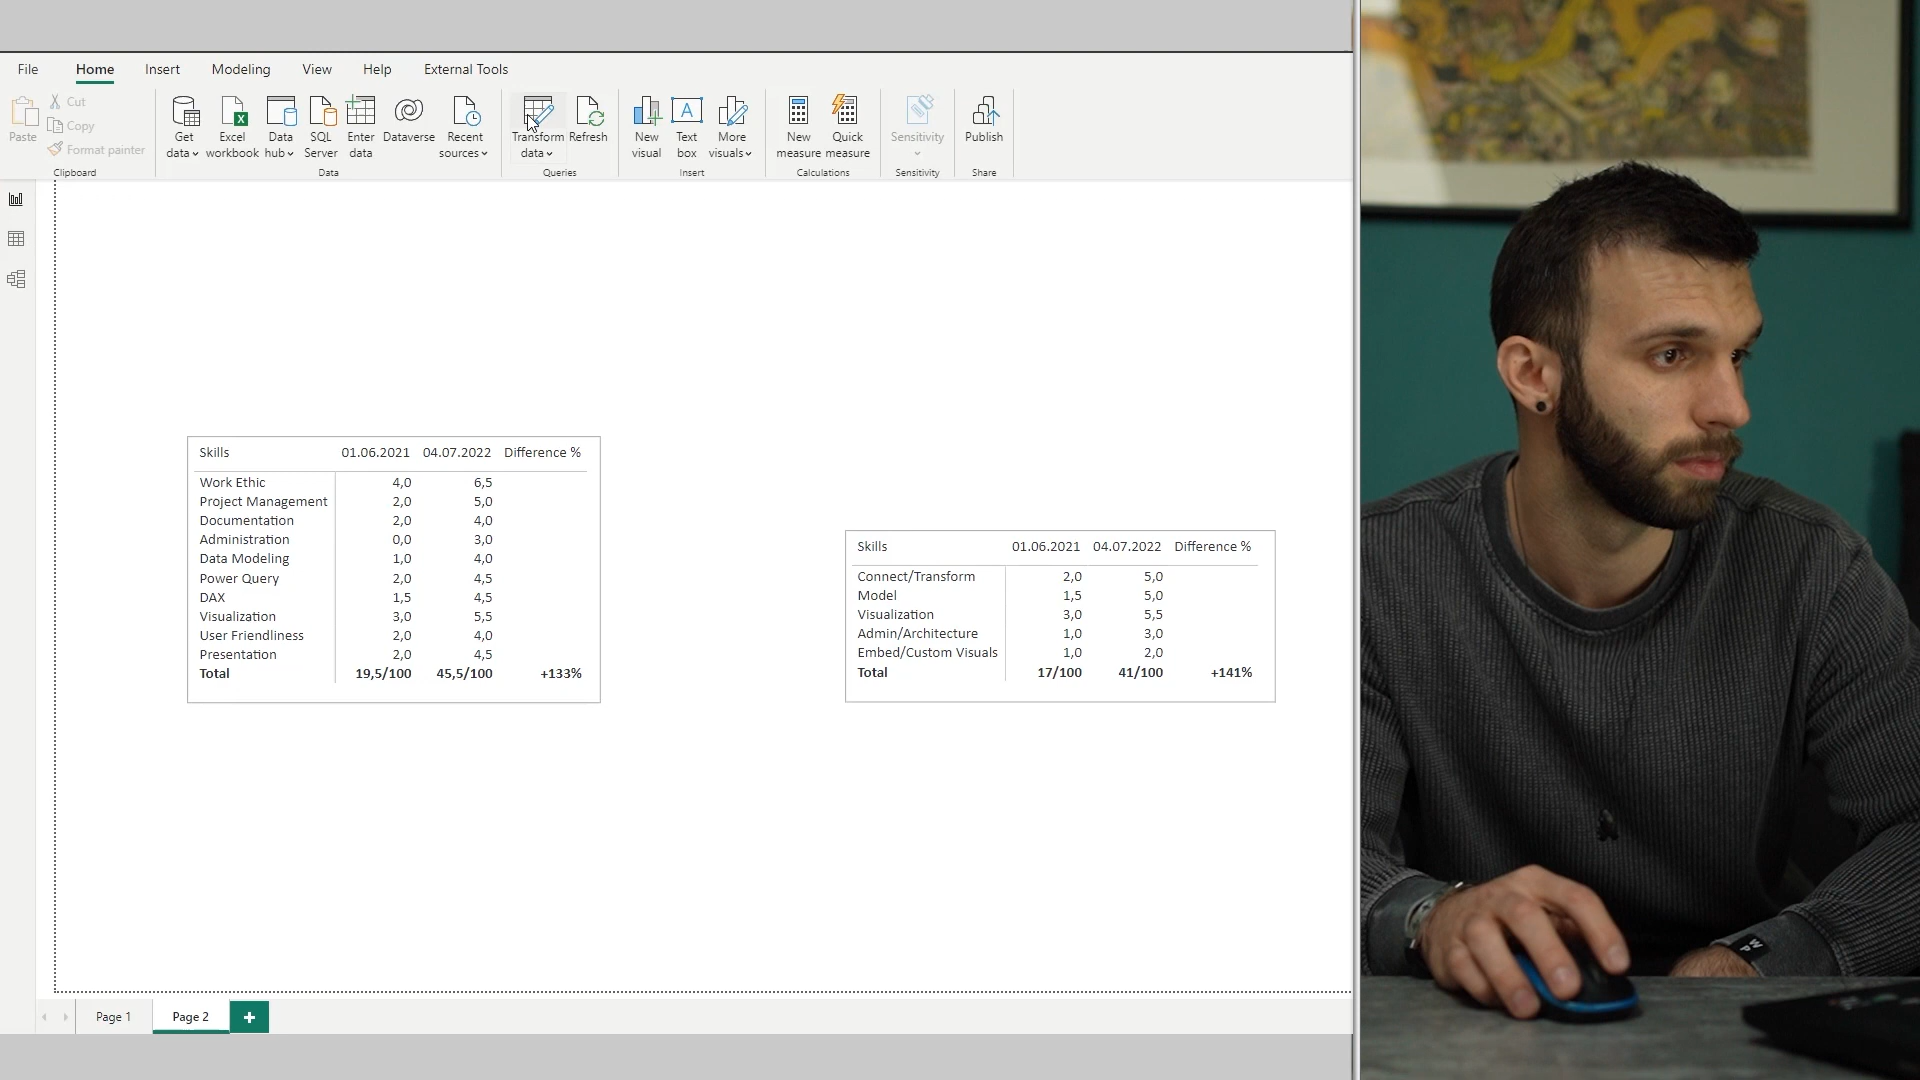 File Home Insert Modeling View Help External Tools
Paste
Cut
Copy
Format painter
Clipboard
Get data
Excel workbook
Data hub
SQL Server
Enter data
Dataverse
Recent sources
Data
Transform data
Refresh
Queries
New visual
Text box
More visuals
Insert
New measure
Quick measure
Calculations
Sensitivity
Sensitivity
Publish
Share
Skills 01.06.2021 04.07.2022 Difference %
Work Ethic 4,0 6,5
Project Management 2,0 5,0
Documentation 2,0 4,0
Administration 0,0 3,0
Data Modeling 1,0 4,0
Power Query 2,0 4,5
DAX 1,5 4,5
Visualization 3,0 5,5
User Friendliness 2,0 4,0
Presentation 2,0 4,5
Total 19,5/100 45,5/100 +133%
Skills 01.06.2021 04.07.2022 Difference %
Connect/Transform 2,0 5,0
Model 1,5 5,0
Visualization 3,0 5,5
Admin/Architecture 1,0 3,0
Embed/Custom Visuals 1,0 2,0
Total 17/100 41/100 +141%
Page 1 Page 2